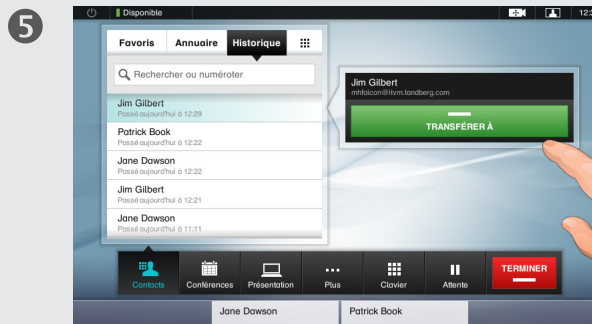 5
Disponible
12:3
Favoris Annuaire Historique
Rechercher ou numéroter
Jim Gilbert
Passé aujourd'hui à 12:29
Patrick Book
Passé aujourd'hui à 12:22
Jane Dawson
Passé aujourd'hui à 12:22
Jim Gilbert
Passé aujourd'hui à 12:21
Jane Dawson
Passé aujourd'hui à 11:11
Jim Gilbert
mhfalcon@itvm.tandberg.com
TRANSFÉRER À
Contacts Conférences Présentation Plus Clavier Attente TERMINER
Jane Dawson Patrick Book